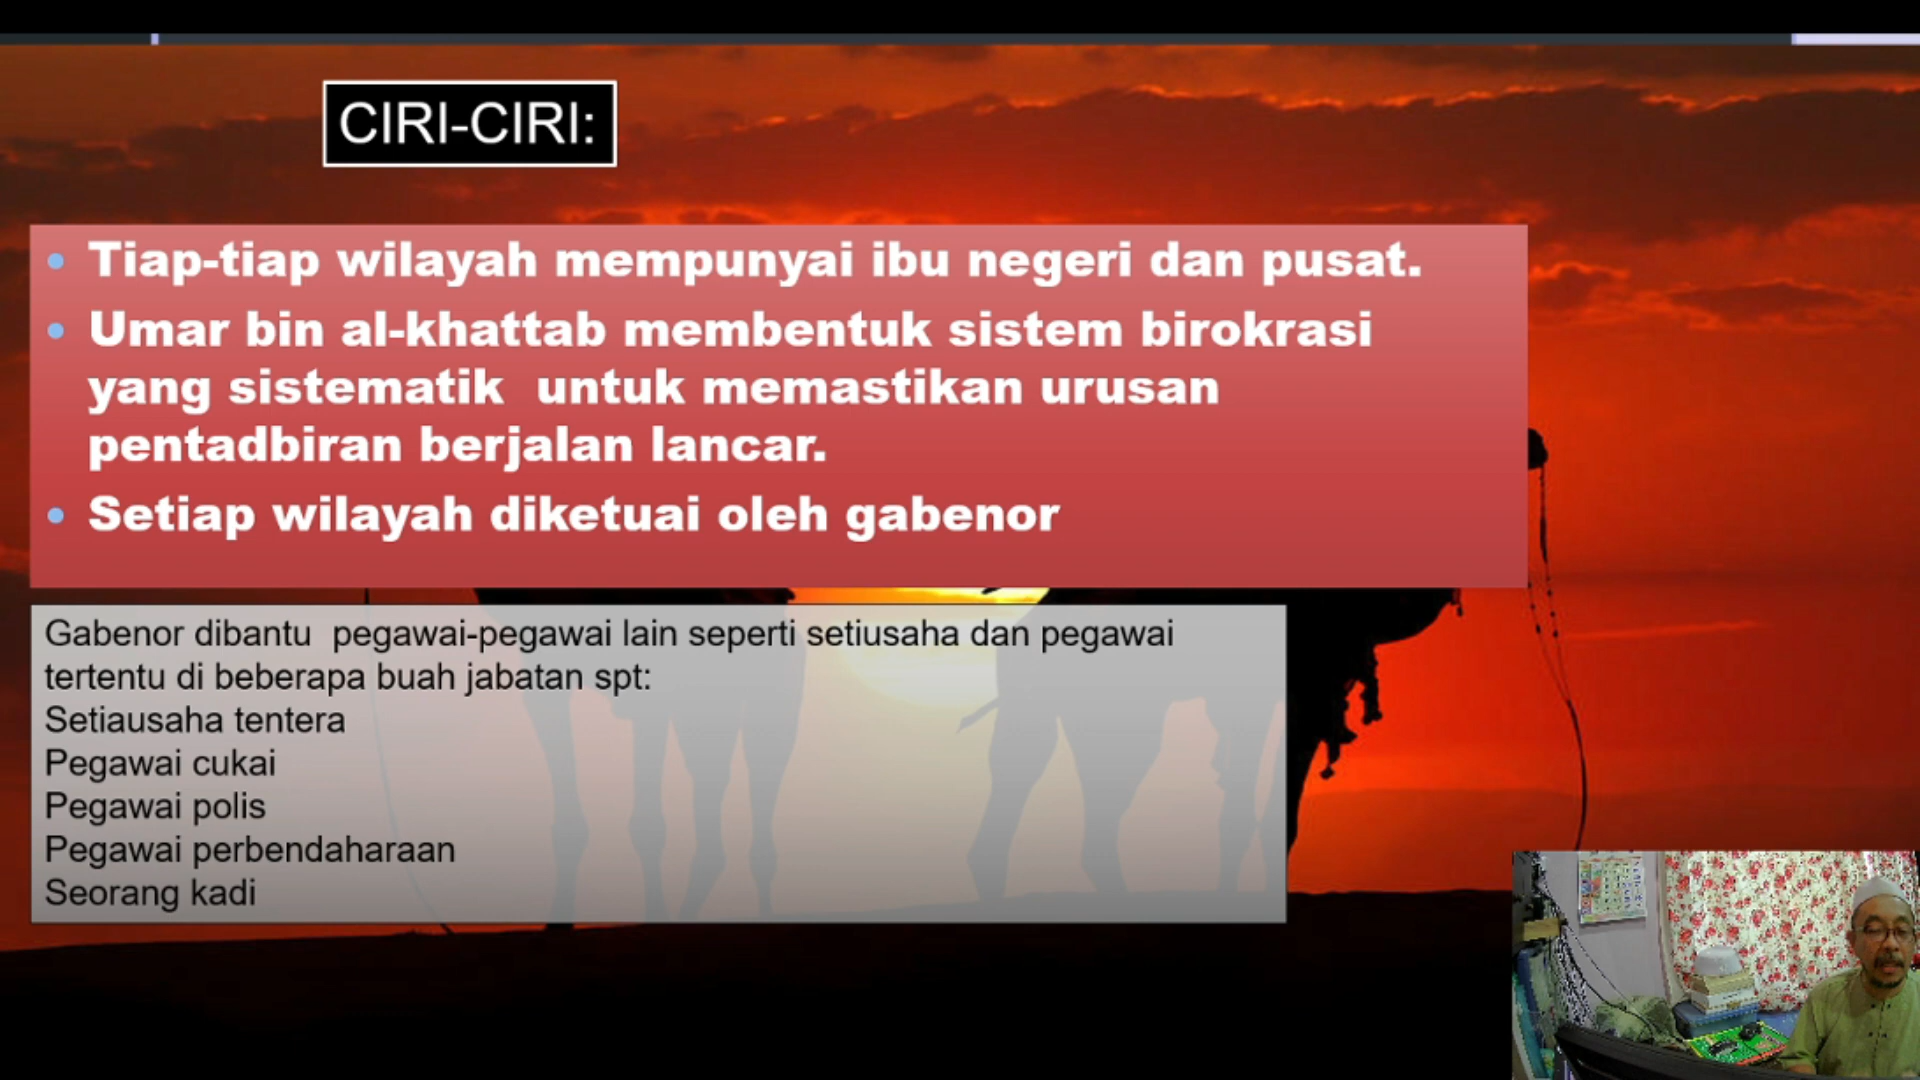 CIRI-CIRI:
• Tiap-tiap wilayah mempunyai ibu negeri dan pusat.
• Umar bin al-khattab membentuk sistem birokrasi
yang sistematik  untuk memastikan urusan
pentadbiran berjalan lancar.
• Setiap wilayah diketuai oleh gabenor
Gabenor dibantu  pegawai-pegawai lain seperti setiusaha dan pegawai
tertentu di beberapa buah jabatan spt:
Setiausaha tentera
Pegawai cukai
Pegawai polis
Pegawai perbendaharaan
Seorang kadi